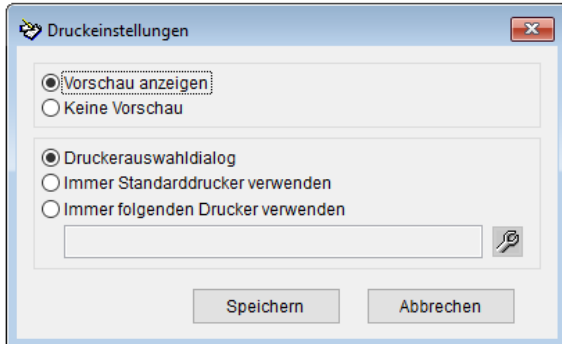 Druckeinstellungen
Vorschau anzeigen
Keine Vorschau
Druckerauswahldialog
Immer Standarddrucker verwenden
Immer folgenden Drucker verwenden
Speichern Abbrechen